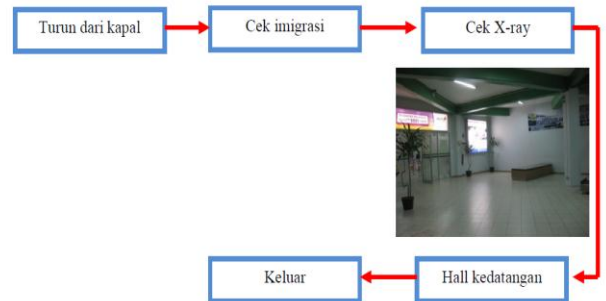 Turun dari kapal
Cek imigrasi
Cek X-ray
Hall kedatangan
Keluar